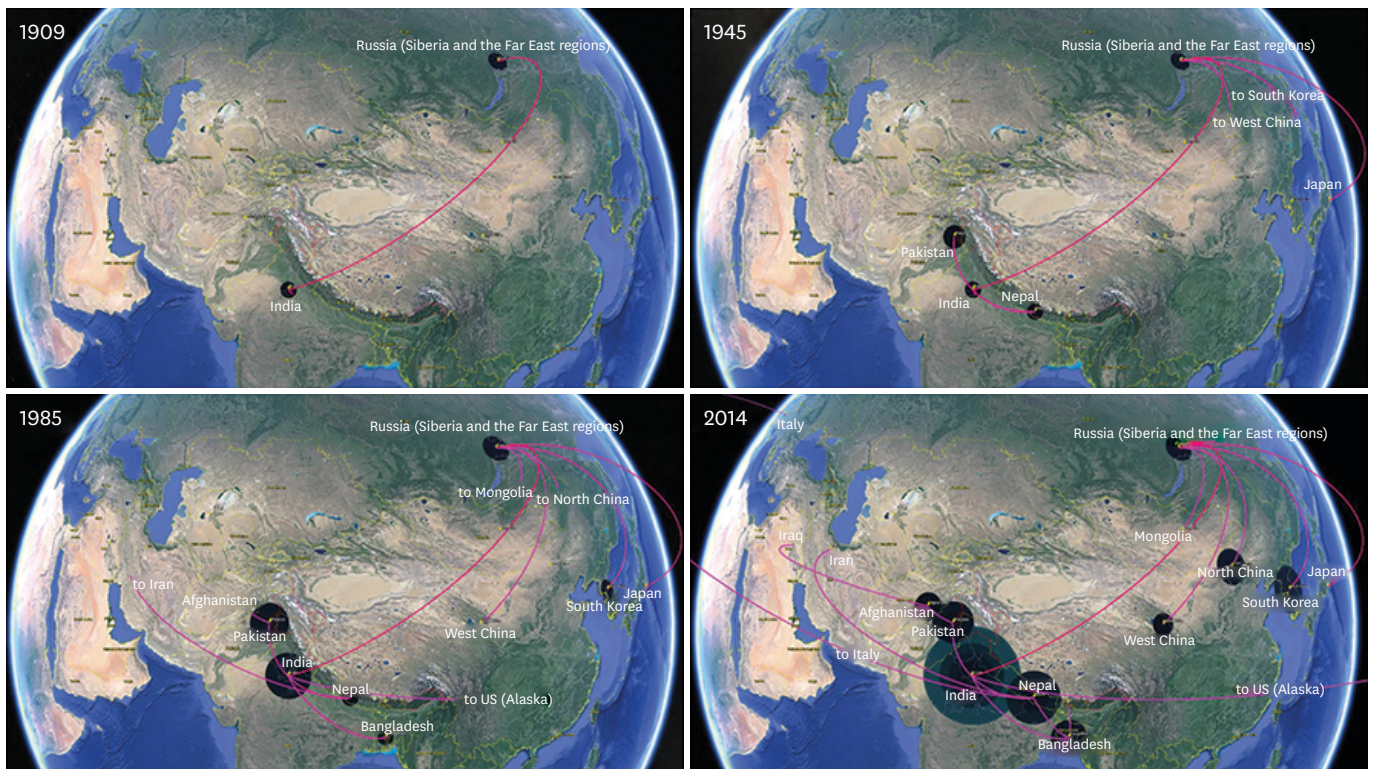 1909
Russia (Siberia and the Far East regions)
India
1945
Russia (Siberia and the Far East regions)
to South Korea
to West China
Japan
Pakistan
India
Nepal
1985
Russia (Siberia and the Far East regions)
to Mongolia
to North China
to Iran
Afghanistan
Japan
South Korea
Pakistan
West China
India
Nepal
to US (Alaska)
Bangladesh
2014
Italy
Russia (Siberia and the Far East regions)
Iraq
Mongolia
Iran
North China
Japan
South Korea
Afghanistan
Pakistan
West China
to Italy
India
Nepal
to US (Alaska)
Bangladesh